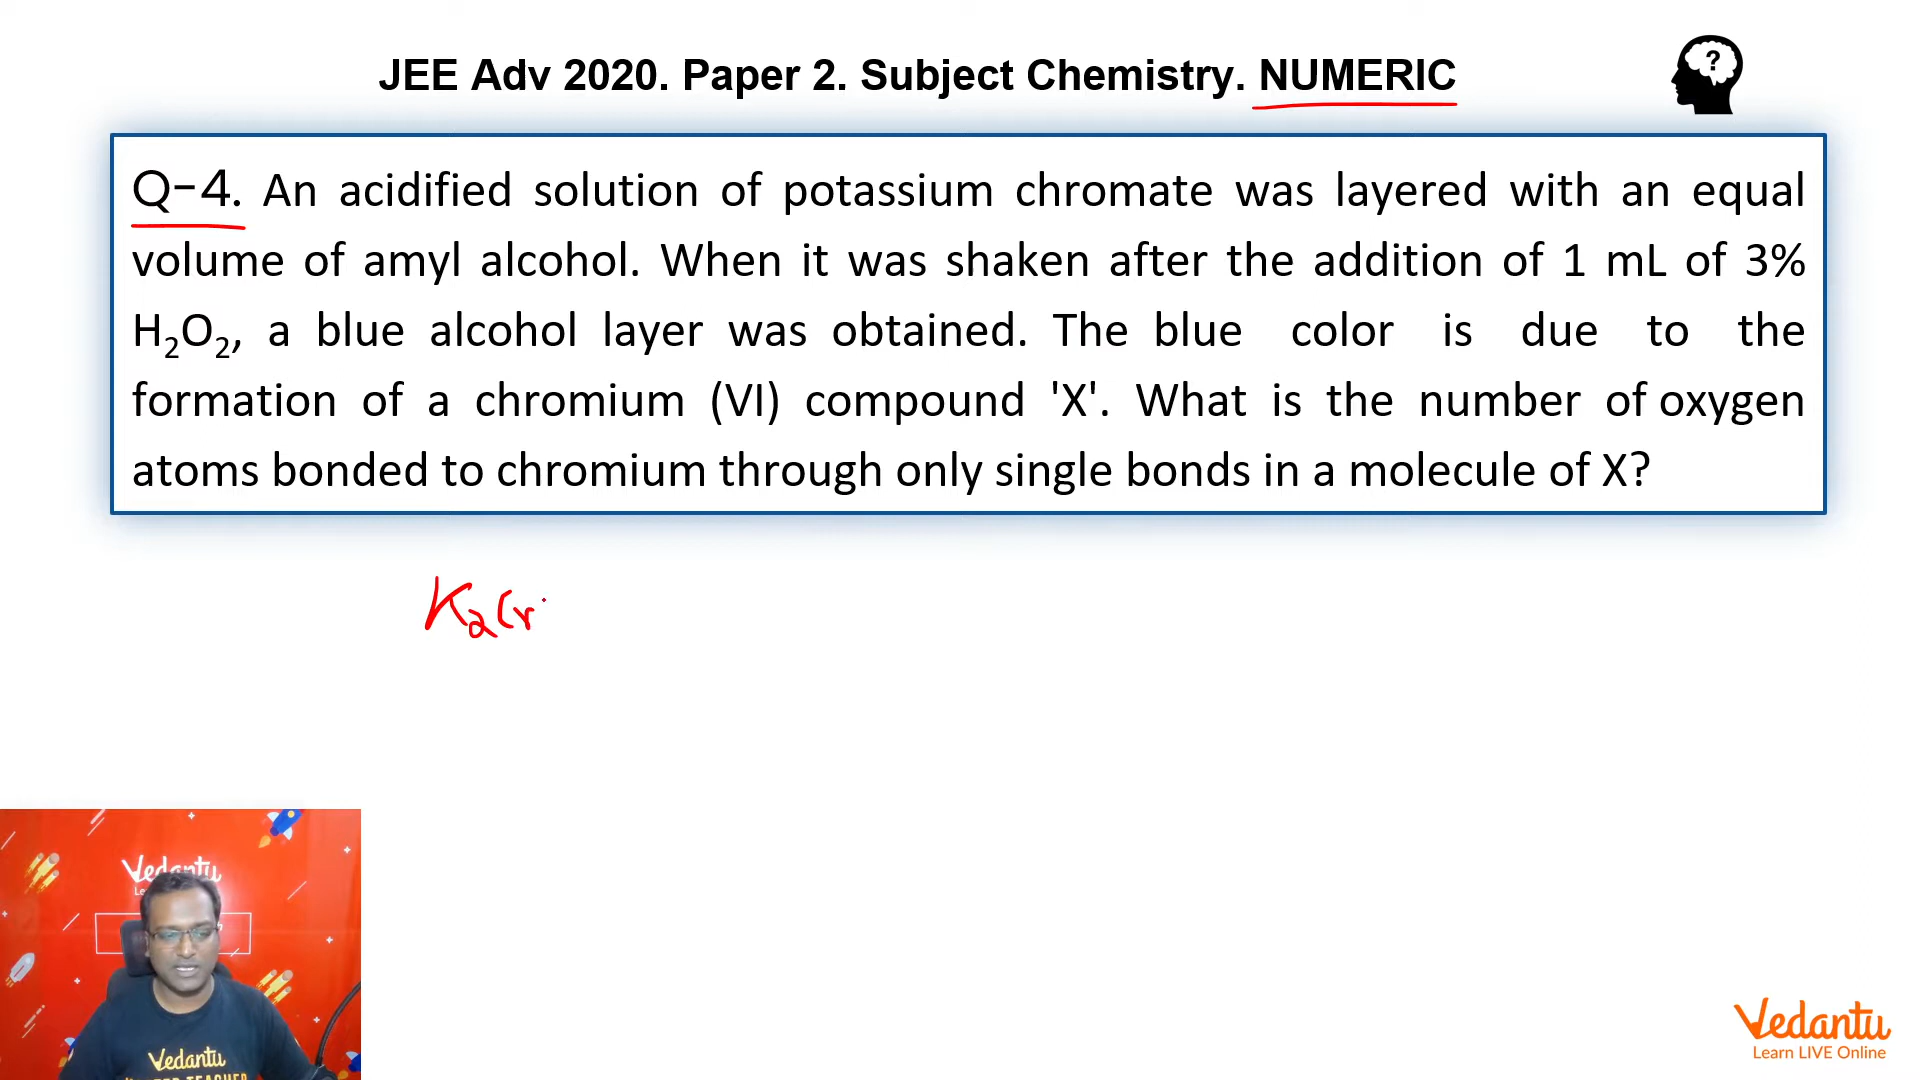 JEE Adv 2020. Paper 2. Subject Chemistry. NUMERIC
?
Q-4. An acidified solution of potassium chromate was layered with an equal
volume of amyl alcohol. When it was shaken after the addition of 1 mL of 3%
H₂O₂, a blue alcohol layer was obtained. The blue color is due to the
formation of a chromium (VI) compound 'X'. What is the number of oxygen
atoms bonded to chromium through only single bonds in a molecule of X?
K₂Cr
Vedantu
Le
Vedantu
Vedantu
Learn LIVE Online